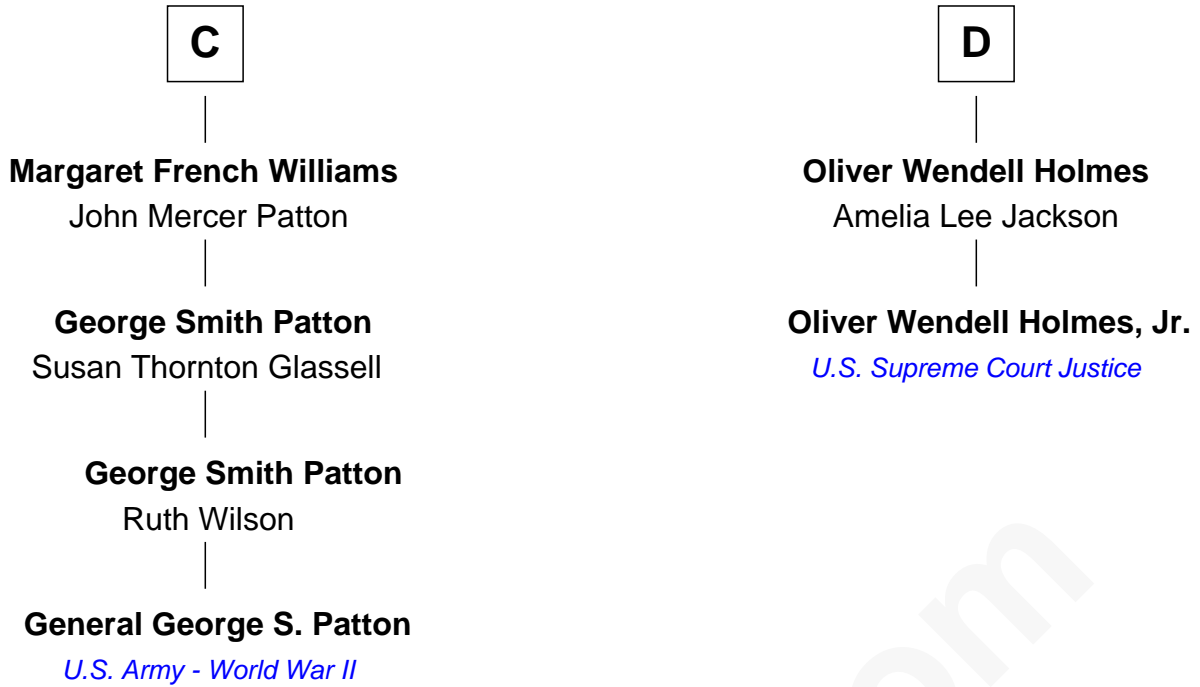 C
Margaret French Williams
John Mercer Patton
George Smith Patton
Susan Thornton Glassell
George Smith Patton
Ruth Wilson
General George S. Patton
U.S. Army - World War II
D
Oliver Wendell Holmes
Amelia Lee Jackson
Oliver Wendell Holmes, Jr.
U.S. Supreme Court Justice
om